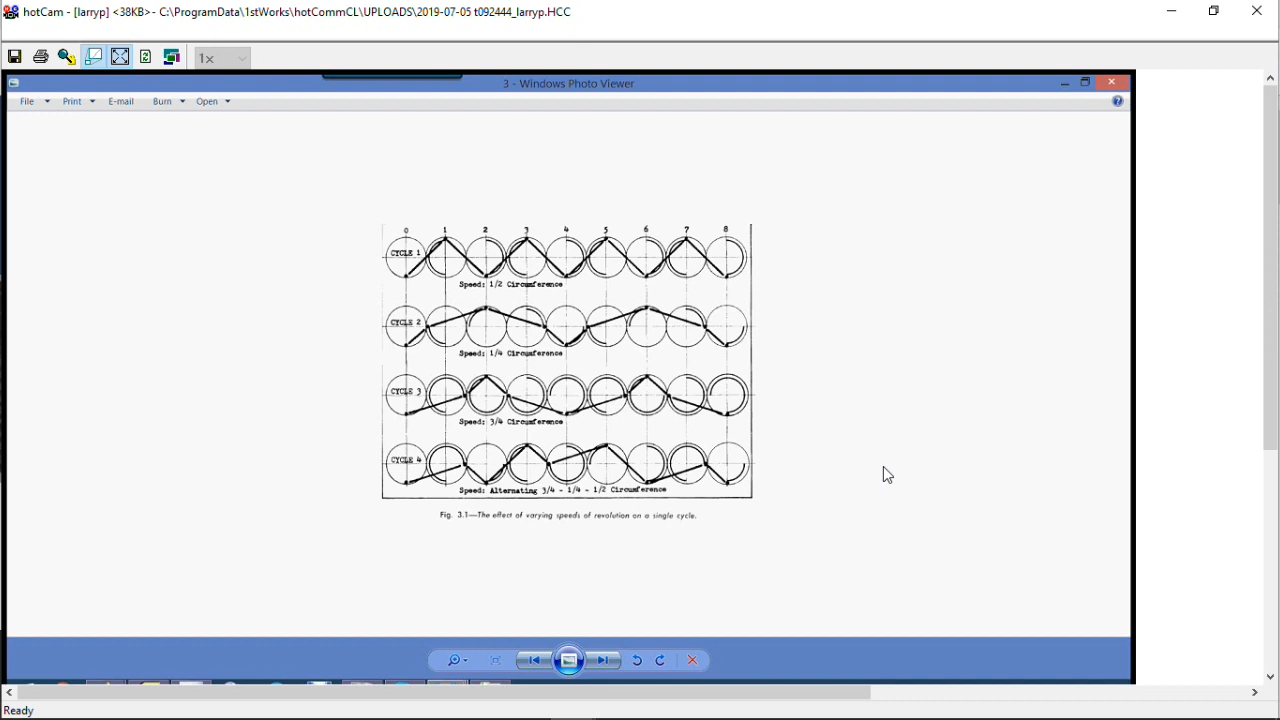 hotCam - [larryp] <38KB>- C:\ProgramData\1stWorks\hotCommCL\UPLOADS\2019-07-05 t092444_larryp.HCC
1x
3 - Windows Photo Viewer
File Print E-mail Burn Open
0 1 2 3 4 5 6 7 8
CYCLE 1
Speed: 1/2 Circumference
CYCLE 2
Speed: 1/4 Circumference
CYCLE 3
Speed: 3/4 Circumference
CYCLE 4
Speed: Alternating 3/4 - 1/4 - 1/2 Circumference
Fig. 3.1—The effect of varying speeds of revolution on a single cycle.
Ready